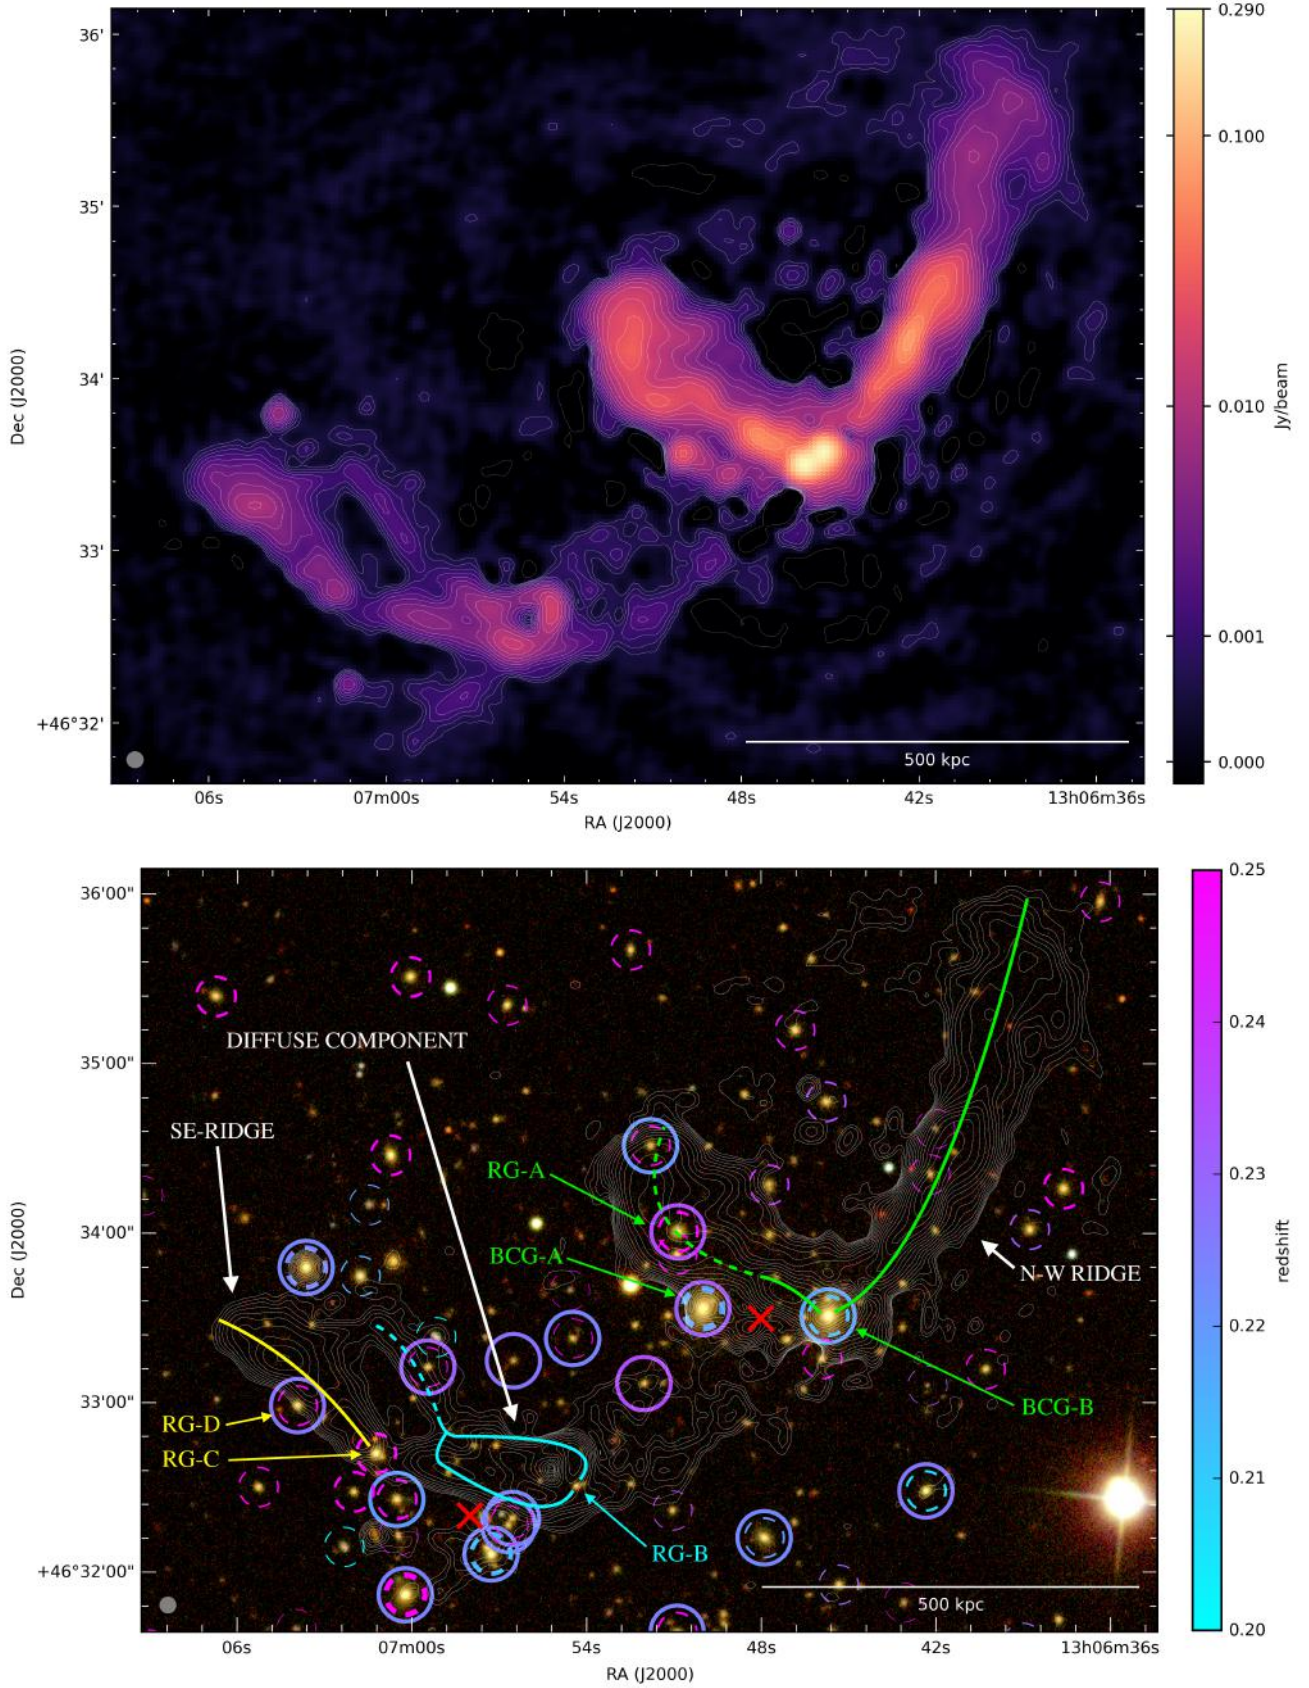 36'
35'
34'
33'
+46°32'
Dec (J2000)
500 kpc
06s 07m00s 54s 48s 42s 13h06m36s
RA (J2000)
0.290
0.100
0.010
0.001
0.000
Jy/beam
36'00"
35'00"
34'00"
33'00"
+46°32'00"
Dec (J2000)
DIFFUSE COMPONENT
SE-RIDGE
RG-A
BCG-A
N-W RIDGE
BCG-B
RG-D
RG-C
RG-B
500 kpc
06s 07m00s 54s 48s 42s 13h06m36s
RA (J2000)
0.25
0.24
0.23
0.22
0.21
0.20
redshift